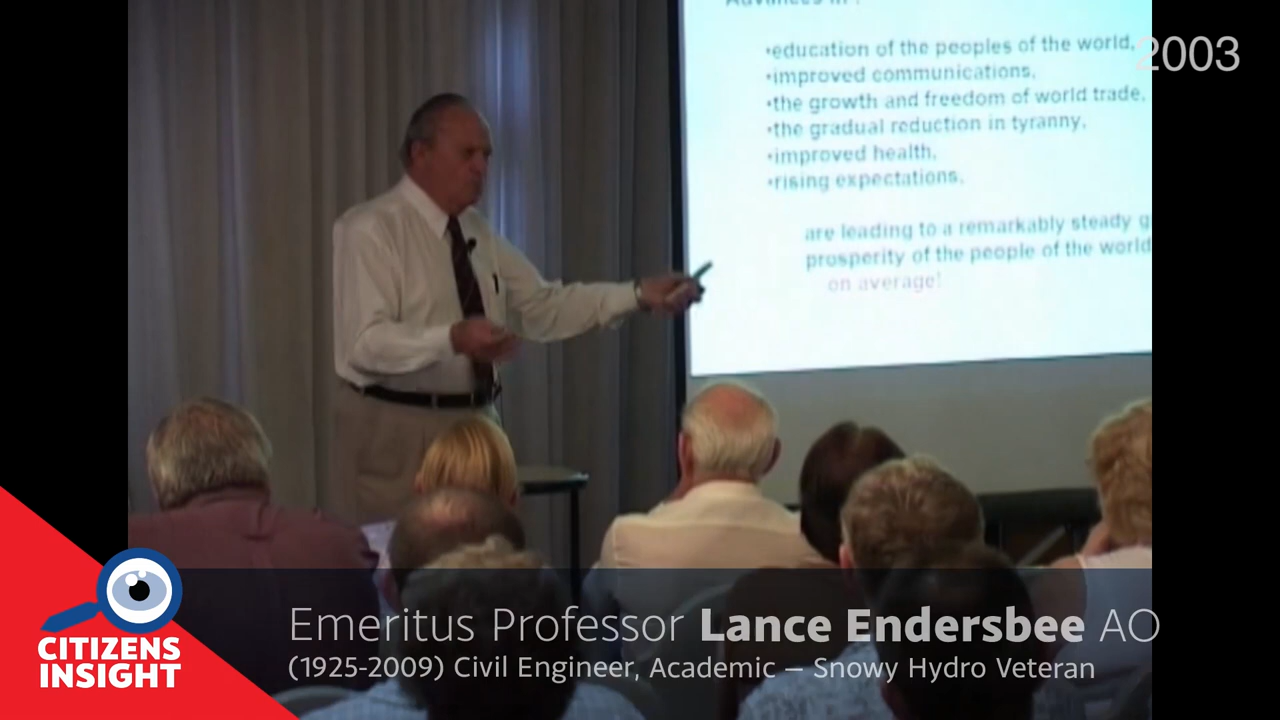 Advances in :
•education of the peoples of the world,
2003
•improved communications,
•the growth and freedom of world trade,
•the gradual reduction in tyranny,
•improved health,
•rising expectations,
are leading to a remarkably steady g
prosperity of the people of the world
on average!
Emeritus Professor Lance Endersbee AO
(1925-2009) Civil Engineer, Academic – Snowy Hydro Veteran
CITIZENS
INSIGHT